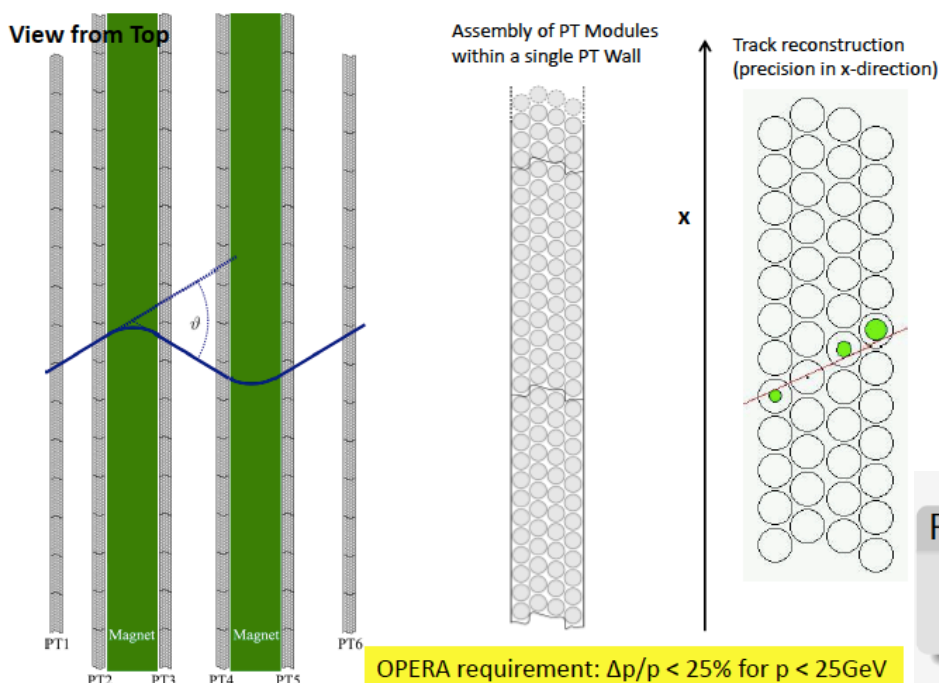 View from Top
Assembly of PT Modules
within a single PT Wall
Track reconstruction
(precision in x-direction)
x
ϑ
Magnet
Magnet
PT1
PT6
PT2
PT3
PT4
PT5
OPERA requirement: Δp/p < 25% for p < 25GeV